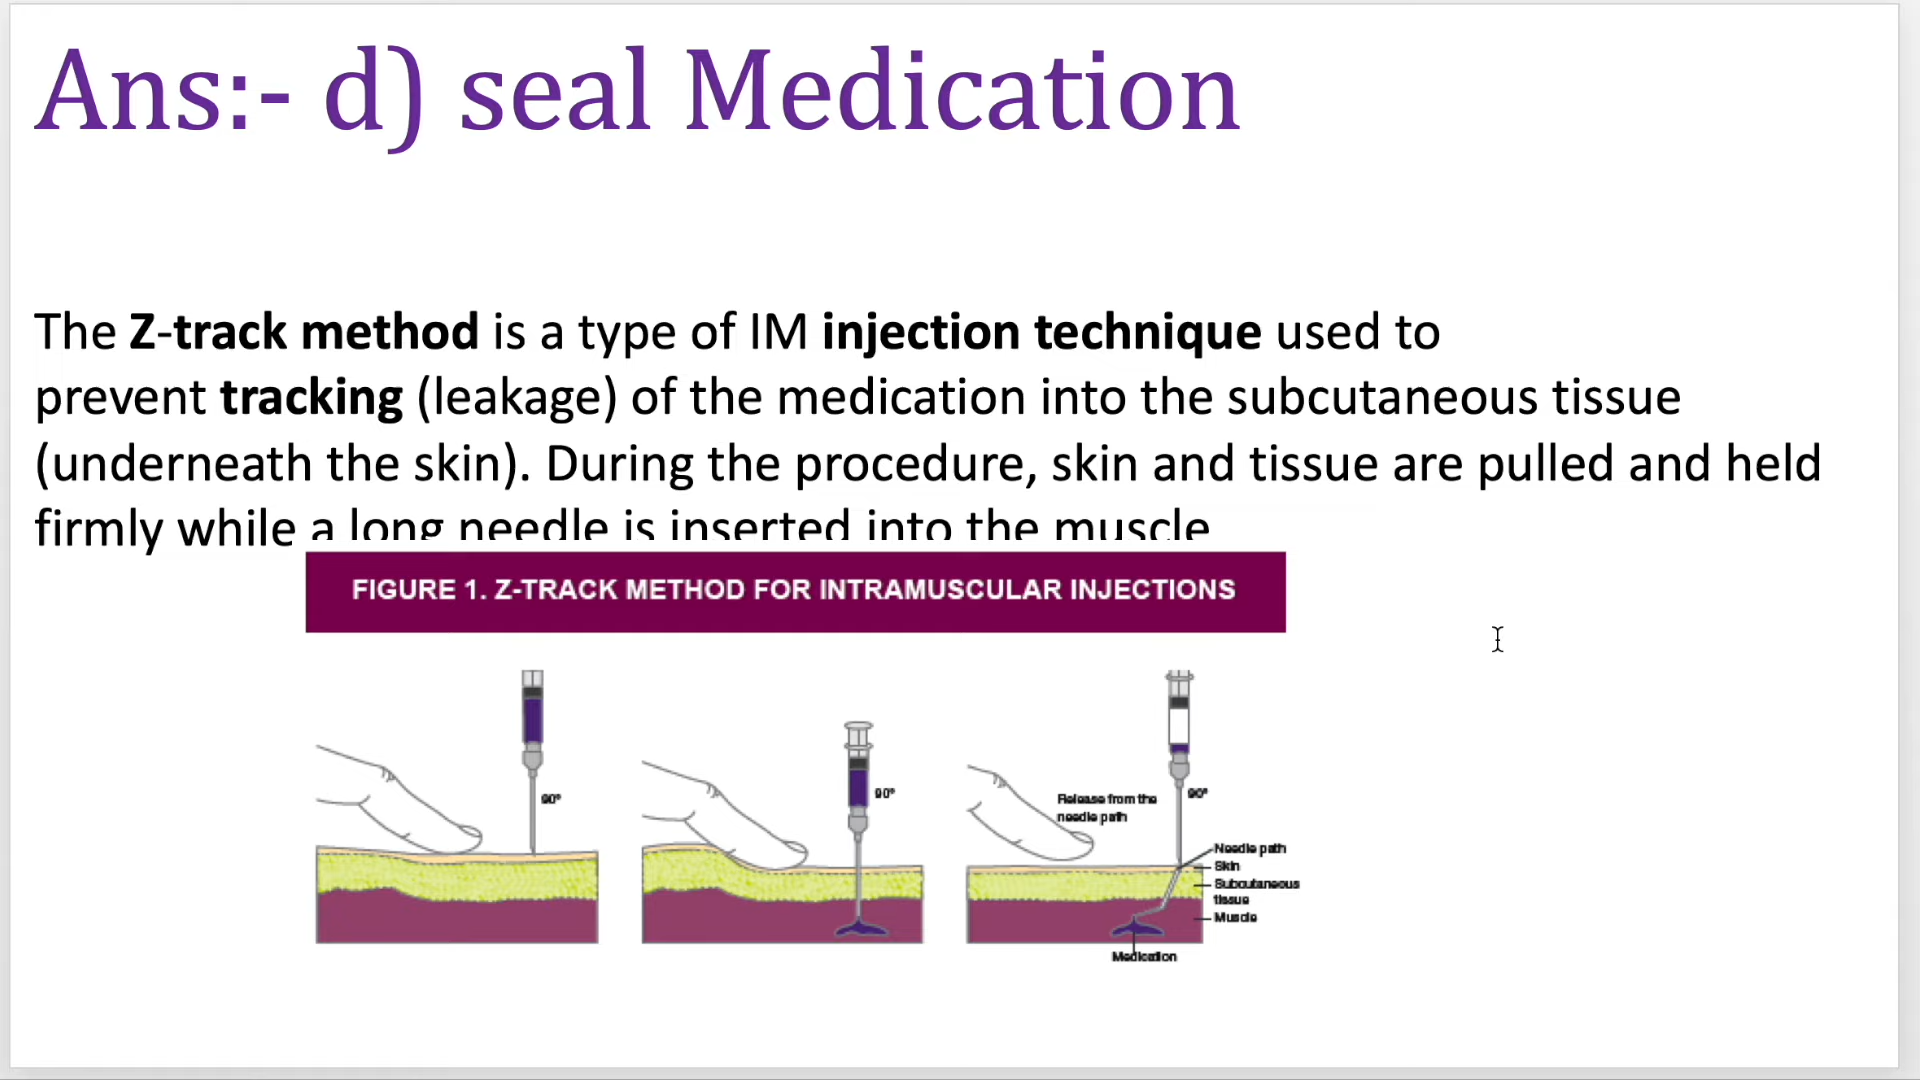 Ans:- d) seal Medication
The Z-track method is a type of IM injection technique used to
prevent tracking (leakage) of the medication into the subcutaneous tissue
(underneath the skin). During the procedure, skin and tissue are pulled and held
firmly while a long needle is inserted into the muscle
FIGURE 1. Z-TRACK METHOD FOR INTRAMUSCULAR INJECTIONS
90°
90°
Release from the
needle path
90°
Needle path
Skin
Subcutaneous
tissue
Muscle
Medication